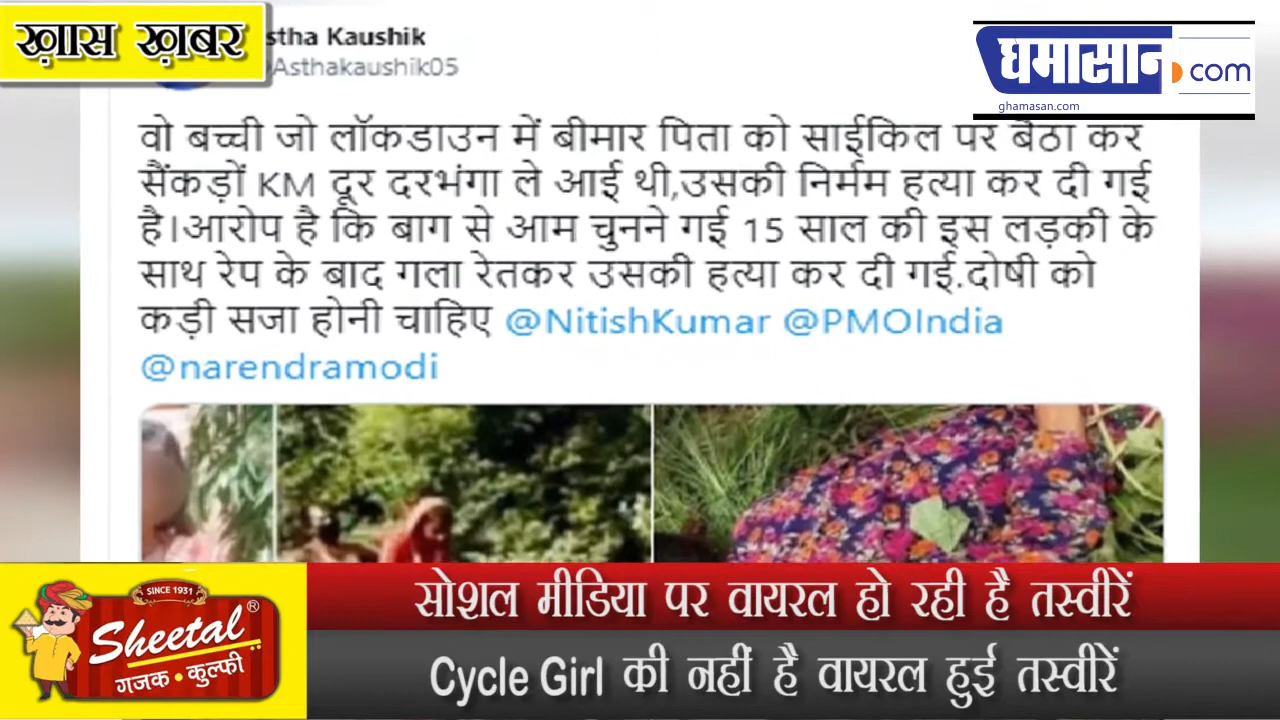 ख़ास ख़बर
stha Kaushik
Asthakaushik05
घमासान.com
ghamasan.com
वो बच्ची जो लॉकडाउन में बीमार पिता को साईकिल पर बैठा कर
सैंकड़ों KM दूर दरभंगा ले आई थी,उसकी निर्मम हत्या कर दी गई
है।आरोप है कि बाग से आम चुनने गई 15 साल की इस लड़की के
साथ रेप के बाद गला रेतकर उसकी हत्या कर दी गई.दोषी को
कड़ी सजा होनी चाहिए @NitishKumar @PMOIndia
@narendramodi
SINCE 1931
Sheetal®
गजक • कुल्फी
सोशल मीडिया पर वायरल हो रही है तस्वीरें
Cycle Girl की नहीं है वायरल हुई तस्वीरें